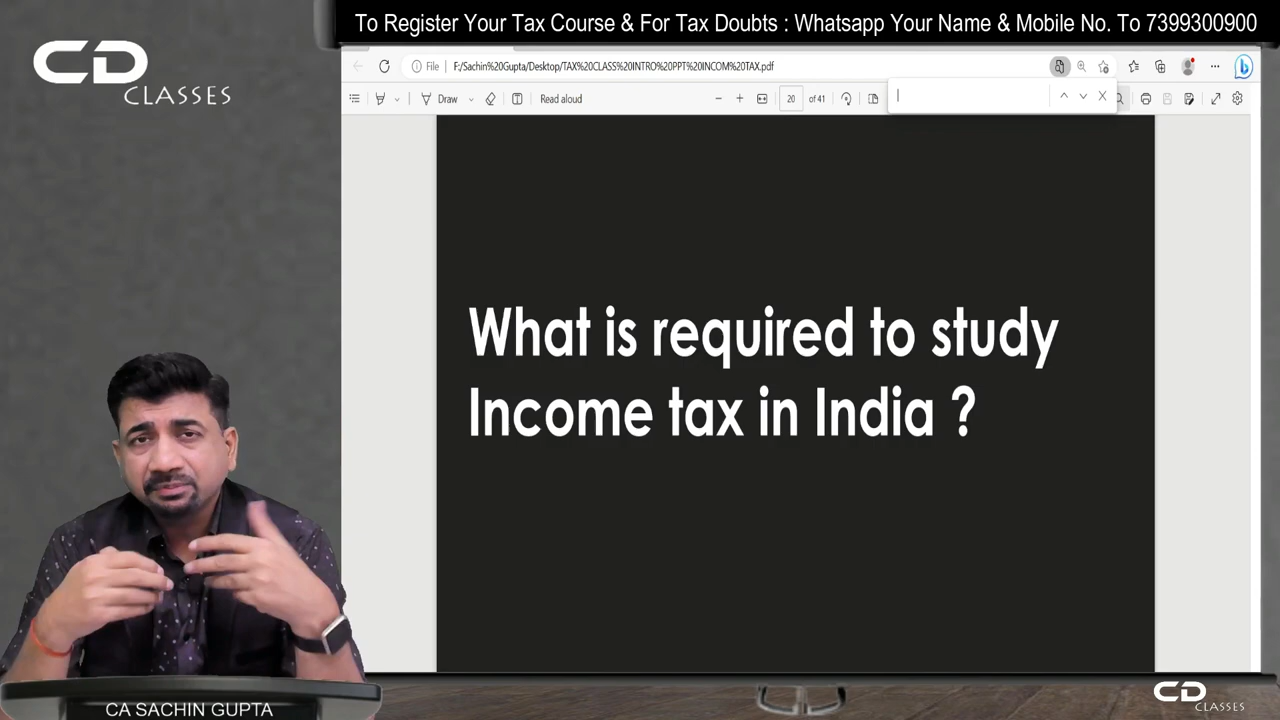 To Register Your Tax Course & For Tax Doubts : Whatsapp Your Name & Mobile No. To 7399300900
CD
CLASSES
File F:/Sachin%20Gupta/Desktop/TAX%20CLASS%20INTRO%20PPT%20INCOM%20TAX.pdf
Draw Read aloud 20 of 41
What is required to study
Income tax in India ?
CA SACHIN GUPTA
CD
CLASSES